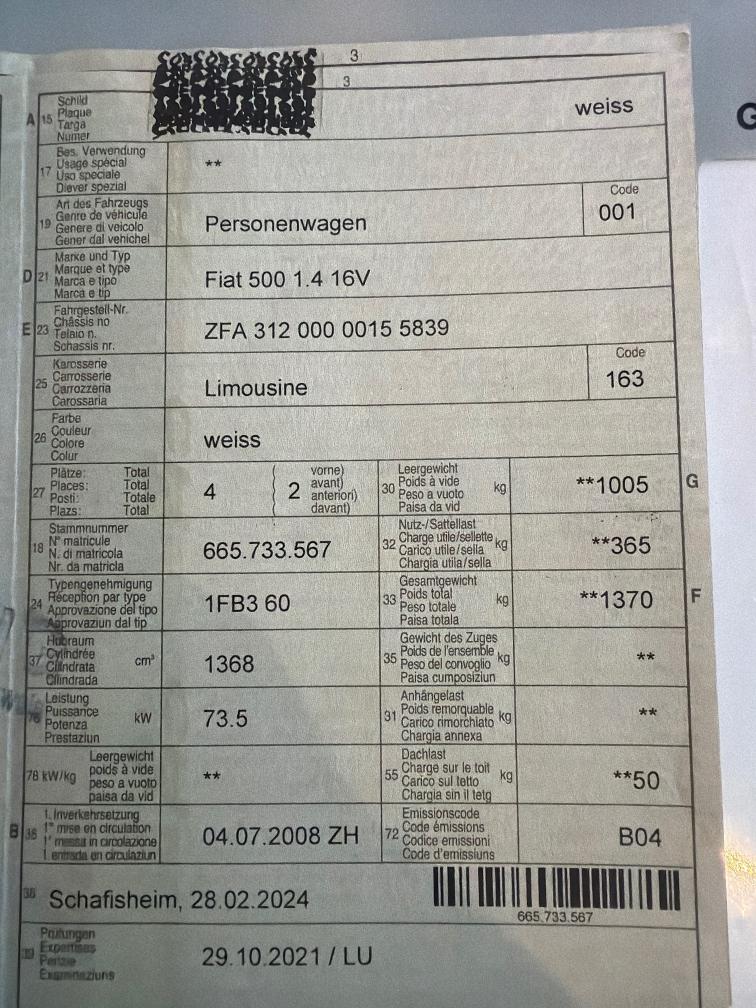 3
3
A 15 Schild
Plaque
Targa
Numer
weiss
17 Bes. Verwendung
Usage spécial
Uso speciale
Diever spezial
**
19 Art des Fahrzeugs
Genre de véhicule
Genere di veicolo
Gener dal vehichel
Personenwagen
Code
001
D 21 Marke und Typ
Marque et type
Marca e tipo
Marca e tip
Fiat 500 1.4 16V
E 23 Fahrgestell-Nr.
Châssis no
Telaio n.
Schassis nr.
ZFA 312 000 0015 5839
25 Karosserie
Carrosserie
Carrozzeria
Carossaria
Limousine
Code
163
26 Farbe
Couleur
Colore
Colur
weiss
27 Plätze: Total
Places: Total
Posti: Totale
Plazs: Total
4 ( 2 vorne)
avant)
anteriori)
davant)
30 Leergewicht
Poids à vide
Peso a vuoto
Paisa da vid
kg
**1005 G
18 Stammnummer
N° matricule
N. di matricola
Nr. da matricla
665.733.567
32 Nutz-/Sattellast
Charge utile/sellette
Carico utile/sella
Chargia utila/sella
kg
**365
24 Typengenehmigung
Réception par type
Approvazione del tipo
Approvaziun dal tip
1FB3 60
33 Gesamtgewicht
Poids total
Peso totale
Paisa totala
kg
**1370 F
37 Hubraum
Cylindrée
Cilindrata
Cilindrada
cm³
1368
35 Gewicht des Zuges
Poids de l'ensemble
Peso del convoglio
Paisa cumposiziun
kg
**
76 Leistung
Puissance
Potenza
Prestaziun
kW
73.5
31 Anhängelast
Poids remorquable
Carico rimorchiato
Chargia annexa
kg
**
78 kW/kg Leergewicht
poids à vide
peso a vuoto
paisa da vid
**
55 Dachlast
Charge sur le toit
Carico sul tetto
Chargia sin il tetg
kg
**50
B 36 1. Inverkehrsetzung
1re mise en circulation
1a messa in circolazione
1. entrada en circulaziun
04.07.2008 ZH
72 Emissionscode
Code émissions
Codice emissioni
Code d'emissiuns
B04
38 Schafisheim, 28.02.2024
665.733.567
39 Prüfungen
Expertises
Perizie
Examinaziuns
29.10.2021 / LU
G